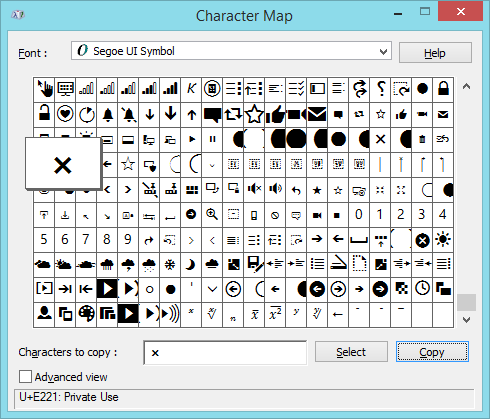 Character Map
Font :
O Segoe UI Symbol
Help
K
0 1 2 3 4
5 6 7 8 9
Characters to copy :
×
Select
Copy
Advanced view
U+E221: Private Use